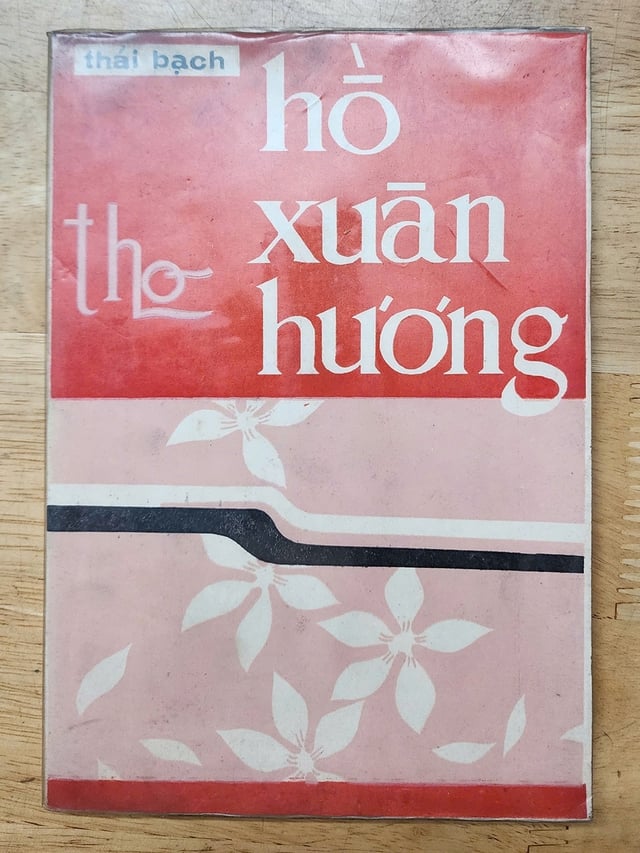 thái bạch
hồ
xuân
thơ
hương